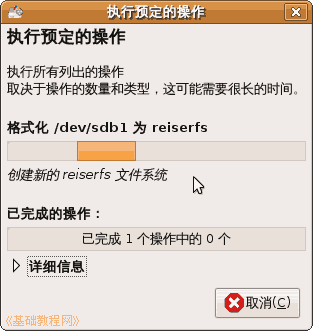 执行预定的操作
执行预定的操作
执行所有列出的操作
取决于操作的数量和类型，这可能需要很长的时间。
格式化 /dev/sdb1 为 reiserfs
创建新的 reiserfs 文件系统
已完成的操作：
已完成 1 个操作中的 0 个
详细信息
取消(C)
《基础教程网》